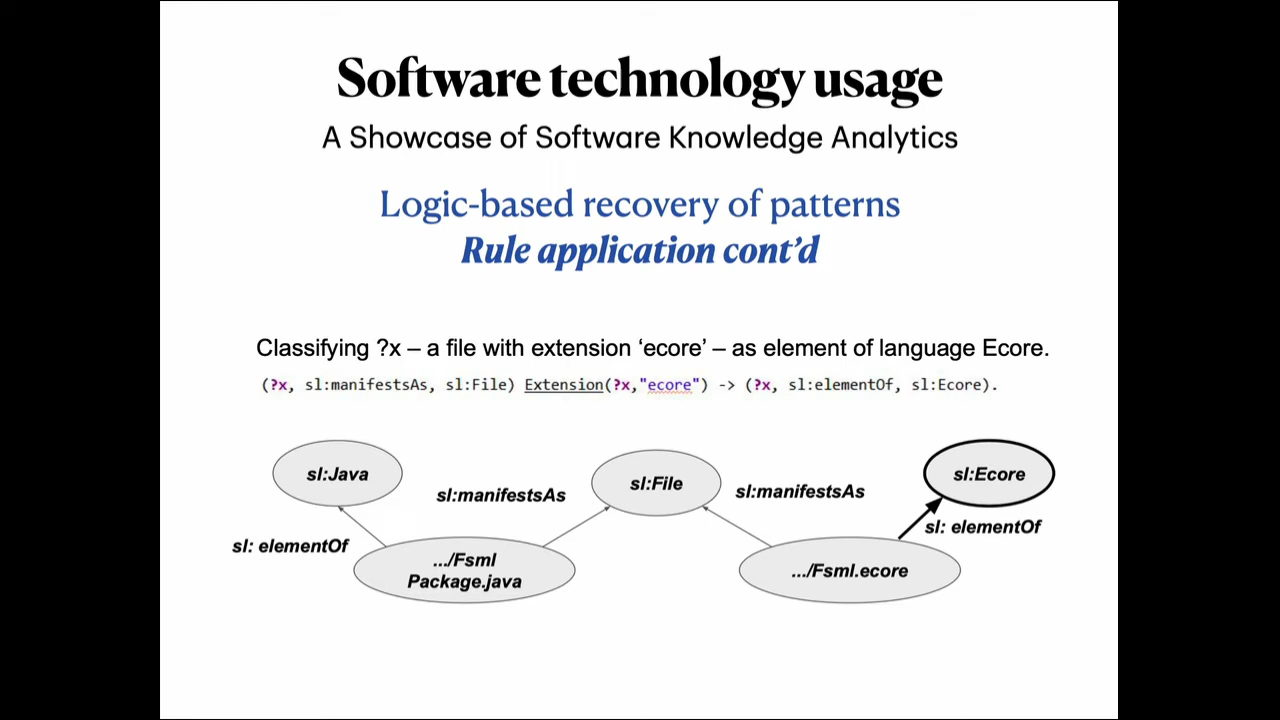 Software technology usage
A Showcase of Software Knowledge Analytics
Logic-based recovery of patterns
Rule application cont’d
Classifying ?x – a file with extension ‘ecore’ – as element of language Ecore.
(?x, sl:manifestsAs, sl:File) Extension(?x,"ecore") -> (?x, sl:elementOf, sl:Ecore).
sl:Java
sl:File
sl:Ecore
sl:manifestsAs
sl:manifestsAs
sl: elementOf
sl: elementOf
.../Fsml
Package.java
.../Fsml.ecore